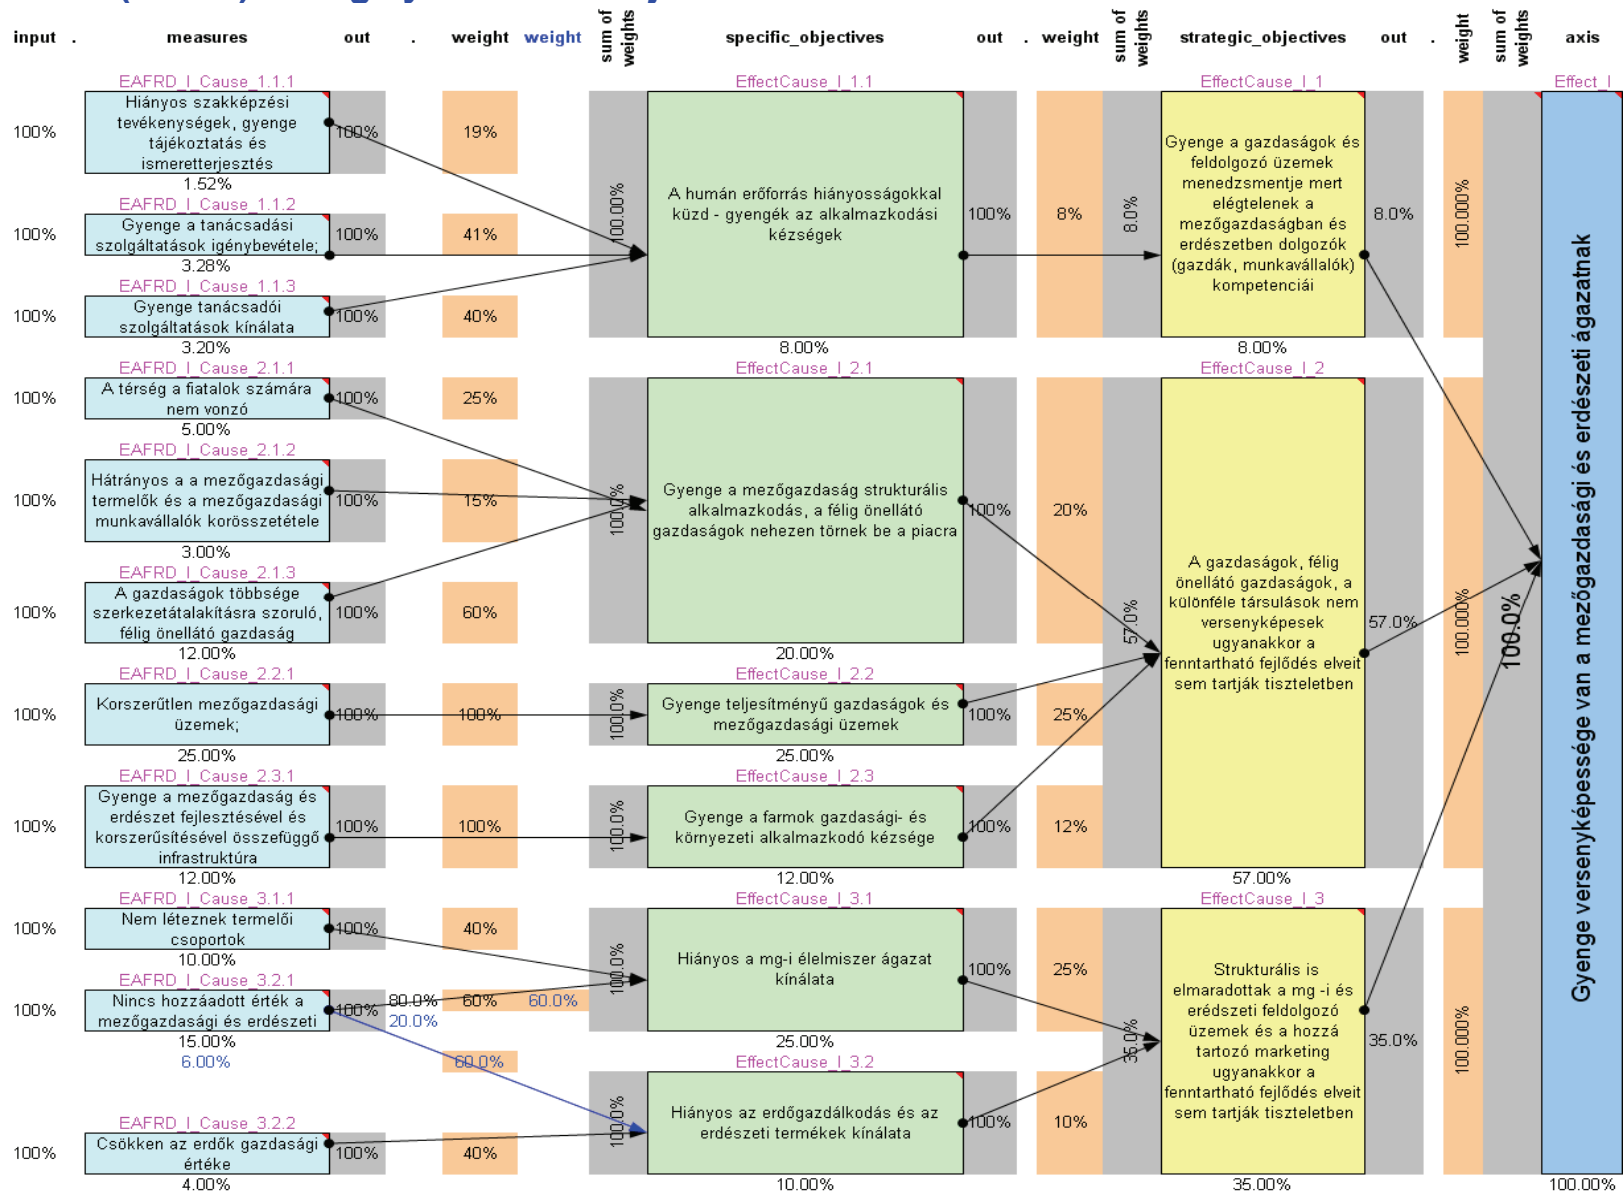 input . measures out . weight weight sum of weights specific_objectives out . weight sum of weights strategic_objectives out . weight sum of weights axis
EAFRD_I_Cause_1.1.1
Hiányos szakképzési
tevékenységek, gyenge
tájékoztatás és
ismeretterjesztés
100% 100% 19%
1.52%
EAFRD_I_Cause_1.1.2
Gyenge a tanácsadási
szolgáltatások igénybevétele;
100% 100% 41%
3.28%
EAFRD_I_Cause_1.1.3
Gyenge tanácsadói
szolgáltatások kínálata
100% 100% 40%
3.20%
EAFRD_I_Cause_2.1.1
A térség a fiatalok számára
nem vonzó
100% 100% 25%
5.00%
EAFRD_I_Cause_2.1.2
Hátrányos a a mezőgazdasági
termelők és a mezőgazdasági
munkavállalók korösszetétele
100% 100% 15%
3.00%
EAFRD_I_Cause_2.1.3
A gazdaságok többsége
szerkezetátalakításra szoruló,
félig önellátó gazdaság
100% 100% 60%
12.00%
EAFRD_I_Cause_2.2.1
Korszerűtlen mezőgazdasági
üzemek;
100% 100% 100%
25.00%
EAFRD_I_Cause_2.3.1
Gyenge a mezőgazdaság és
erdészet fejlesztésével és
korszerűsítésével összefüggő
infrastruktúra
100% 100% 100%
12.00%
EAFRD_I_Cause_3.1.1
Nem léteznek termelői
csoportok
100% 100% 40%
10.00%
EAFRD_I_Cause_3.2.1
Nincs hozzáadott érték a
mezőgazdasági és erdészeti
100% 100% 80.0% 60% 60.0%
20.0%
15.00%
6.00% 60.0%
EAFRD_I_Cause_3.2.2
Csökken az erdők gazdasági
értéke
100% 100% 40%
4.00%
EffectCause_I_1.1
100.00%
A humán erőforrás hiányosságokkal
küzd - gyengék az alkalmazkodási
kézségek
100% 8%
8.00%
EffectCause_I_2.1
100.0%
Gyenge a mezőgazdaság strukturális
alkalmazkodás, a félig önellátó
gazdaságok nehezen törnek be a piacra
100% 20%
20.00%
EffectCause_I_2.2
100.0%
Gyenge teljesítményű gazdaságok és
mezőgazdasági üzemek
100% 25%
25.00%
EffectCause_I_2.3
100.0%
Gyenge a farmok gazdasági- és
környezeti alkalmazkodó kézsége
100% 12%
12.00%
EffectCause_I_3.1
100.0%
Hiányos a mg-i élelmiszer ágazat
kínálata
100% 25%
25.00%
EffectCause_I_3.2
100.0%
Hiányos az erdőgazdálkodás és az
erdészeti termékek kínálata
100% 10%
10.00%
EffectCause_I_1
8.0%
Gyenge a gazdaságok és
feldolgozó üzemek
menedzsmentje mert
elégtelenek a
mezőgazdaságban és
erdészetben dolgozók
(gazdák, munkavállalók)
kompetenciái
8.0% 100.000%
8.00%
EffectCause_I_2
57.0%
A gazdaságok, félig
önellátó gazdaságok, a
különféle társulások nem
versenyképesek
ugyanakkor a
fenntartható fejlődés elveit
sem tartják tiszteletben
57.0% 100.000%
57.00%
EffectCause_I_3
35.0%
Strukturális is
elmaradottak a mg -i és
erédszeti feldolgozó
üzemek és a hozzá
tartozó marketing
ugyanakkor a
fenntartható fejlődés elveit
sem tartják tiszteletben
35.0% 100.000%
35.00%
Effect_I
100.0%
Gyenge versenyképessége van a mezőgazdasági és erdészeti ágazatnak
100.00%